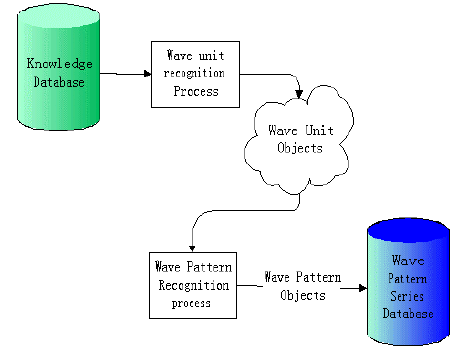 Knowledge
Database
Wave unit
recognition
Process
Wave Unit
Objects
Wave Pattern
Recognition
process
Wave Pattern
Objects
Wave
Pattern
Series
Database